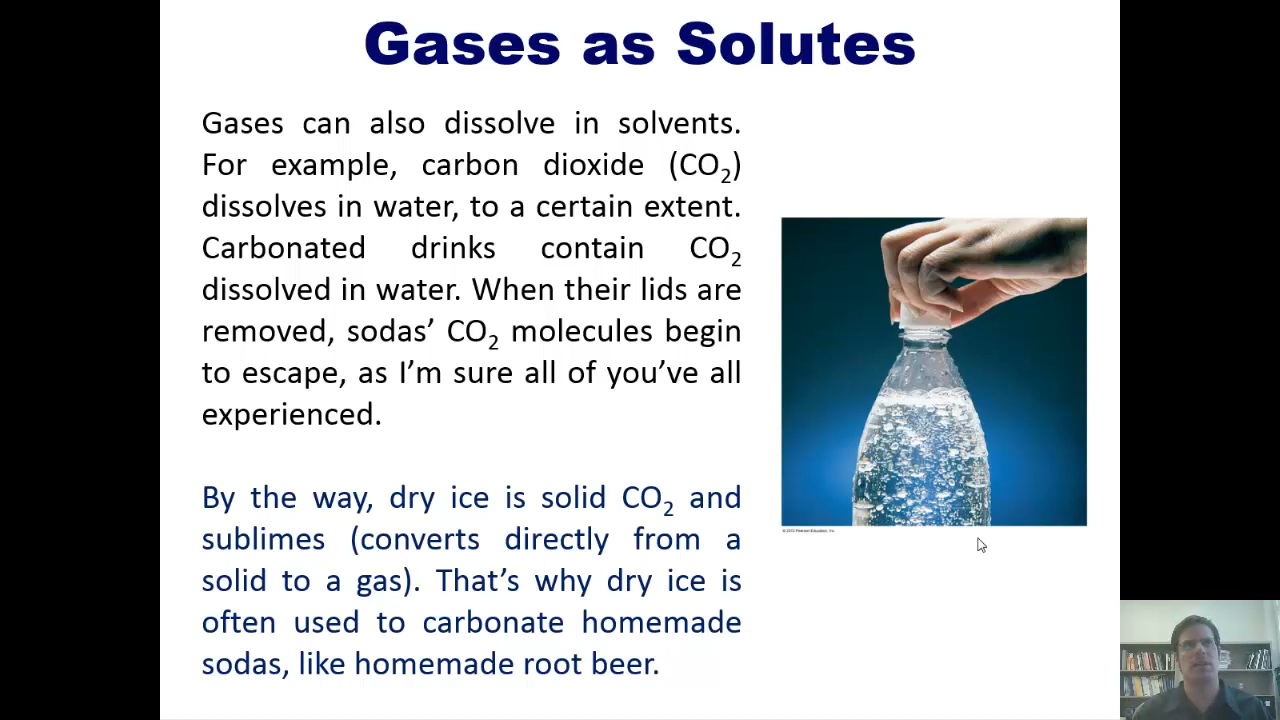 Gases as Solutes
Gases can also dissolve in solvents.
For example, carbon dioxide (CO₂)
dissolves in water, to a certain extent.
Carbonated drinks contain CO₂
dissolved in water. When their lids are
removed, sodas’ CO₂ molecules begin
to escape, as I’m sure all of you’ve all
experienced.
By the way, dry ice is solid CO₂ and
sublimes (converts directly from a
solid to a gas). That’s why dry ice is
often used to carbonate homemade
sodas, like homemade root beer.